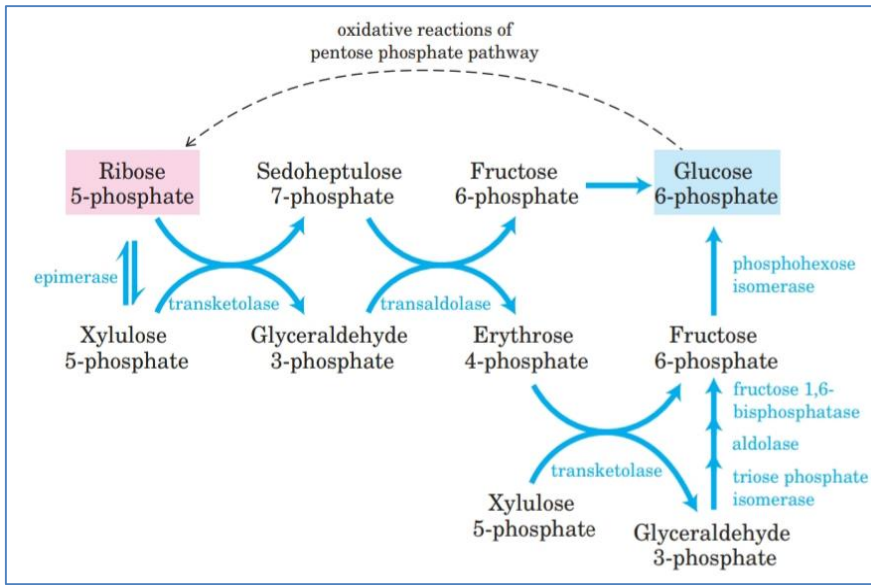 oxidative reactions of
pentose phosphate pathway
Ribose
5-phosphate
Sedoheptulose
7-phosphate
Fructose
6-phosphate
Glucose
6-phosphate
epimerase
transketolase
transaldolase
phosphohexose
isomerase
Xylulose
5-phosphate
Glyceraldehyde
3-phosphate
Erythrose
4-phosphate
Fructose
6-phosphate
fructose 1,6-
bisphosphatase
aldolase
triose phosphate
isomerase
transketolase
Xylulose
5-phosphate
Glyceraldehyde
3-phosphate